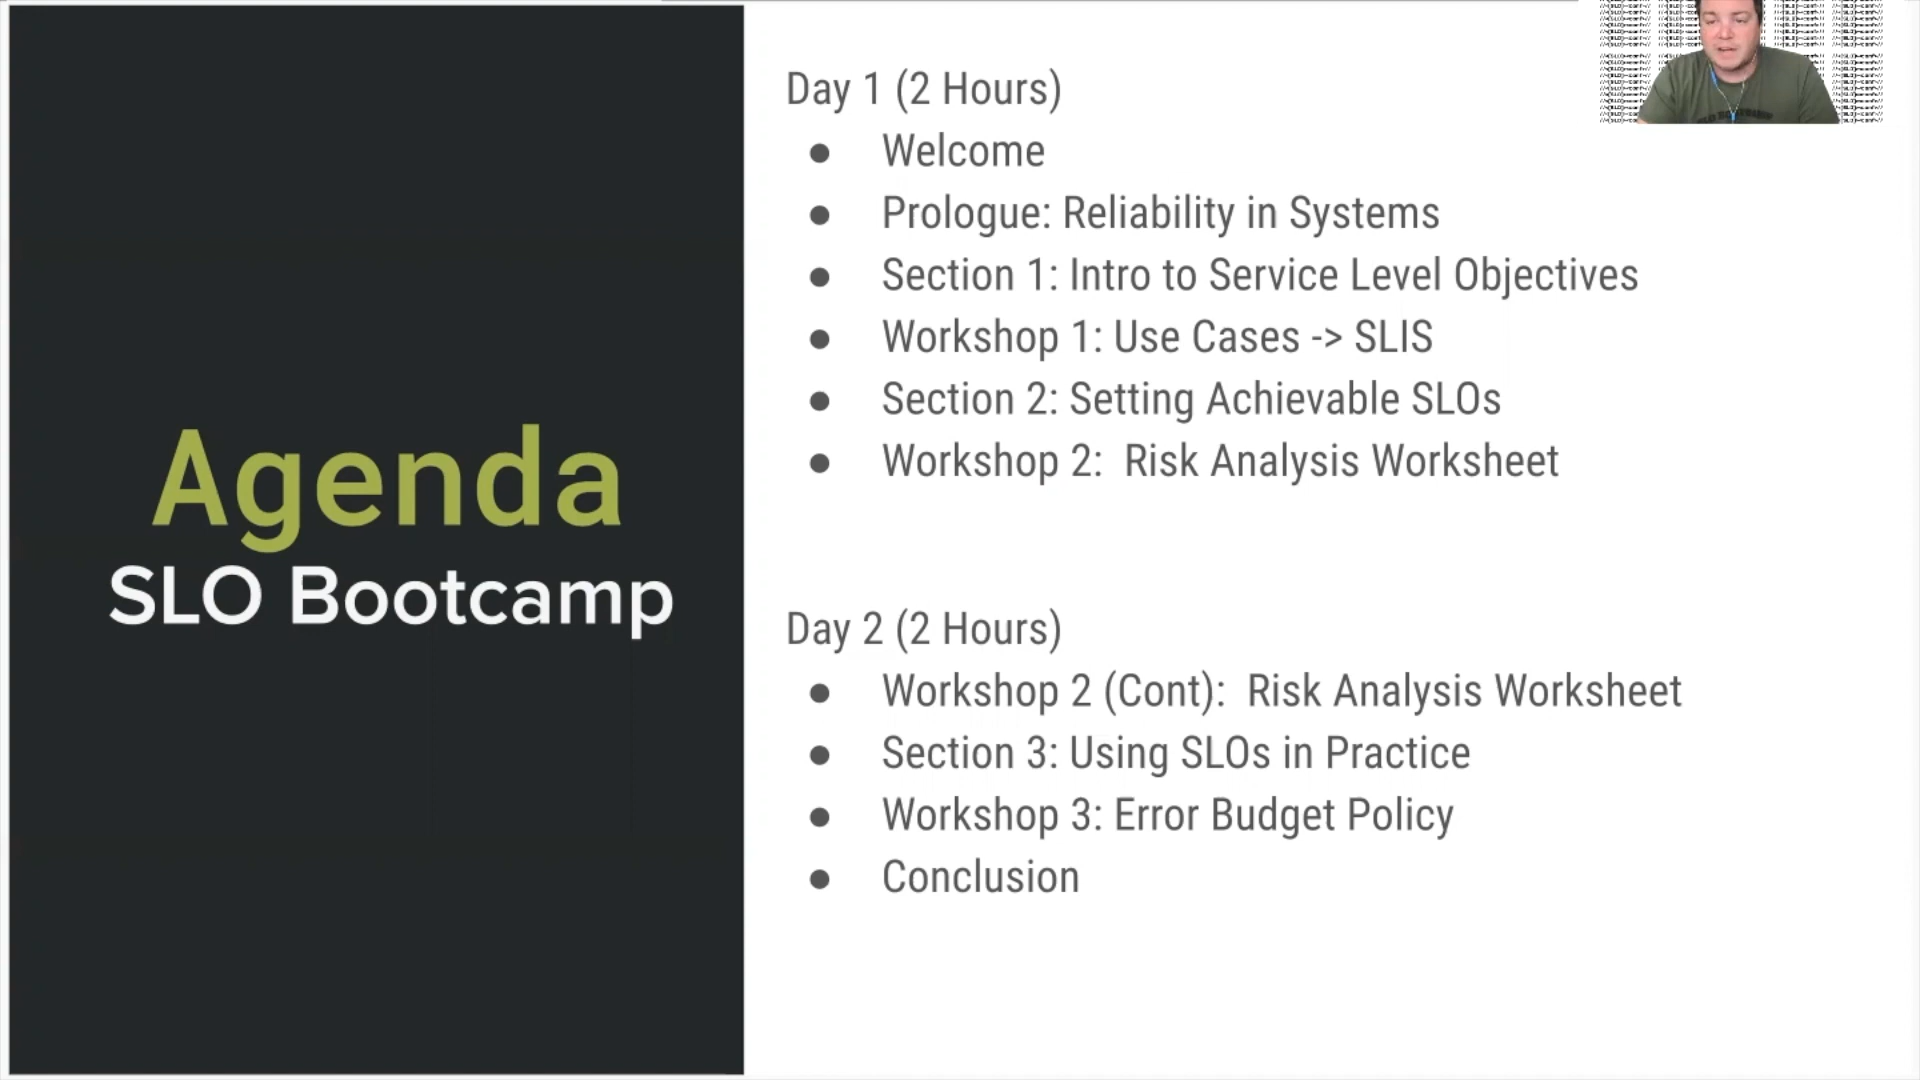 Agenda
SLO Bootcamp
Day 1 (2 Hours)
● Welcome
● Prologue: Reliability in Systems
● Section 1: Intro to Service Level Objectives
● Workshop 1: Use Cases -> SLIS
● Section 2: Setting Achievable SLOs
● Workshop 2:  Risk Analysis Worksheet
Day 2 (2 Hours)
● Workshop 2 (Cont):  Risk Analysis Worksheet
● Section 3: Using SLOs in Practice
● Workshop 3: Error Budget Policy
● Conclusion